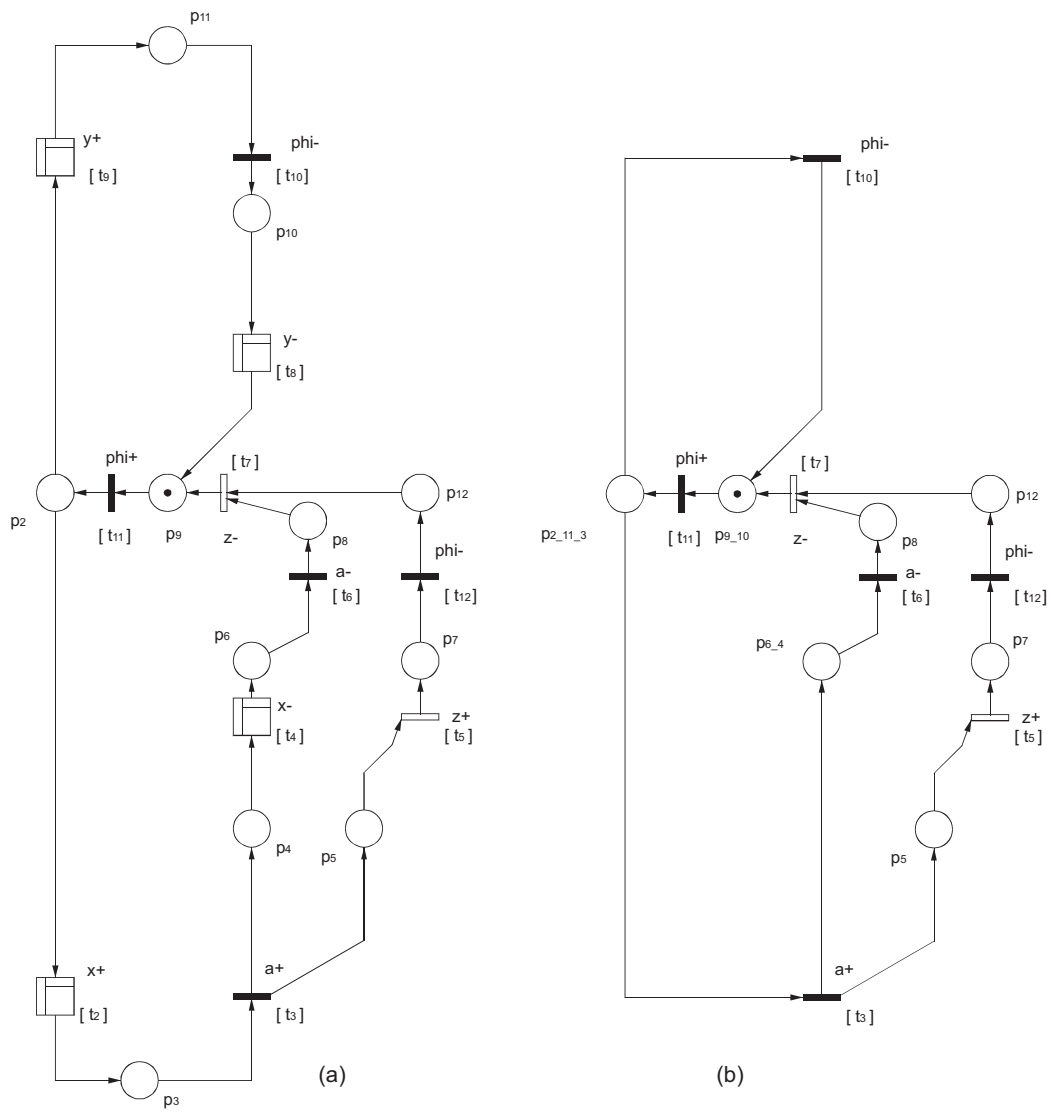 p11
y+
[ t9 ]
phi-
[ t10 ]
p10
y-
[ t8 ]
phi+
[ t7 ]
p12
p2
[ t11 ]
p9
z-
p8
phi-
a-
[ t6 ]
[ t12 ]
p6
p7
x-
[ t4 ]
z+
[ t5 ]
p4
p5
x+
a+
[ t2 ]
[ t3 ]
p3
(a)
phi-
[ t10 ]
phi+
[ t7 ]
p12
p2_11_3
[ t11 ]
p9_10
z-
p8
phi-
a-
[ t6 ]
[ t12 ]
p6_4
p7
z+
[ t5 ]
p5
a+
[ t3 ]
(b)